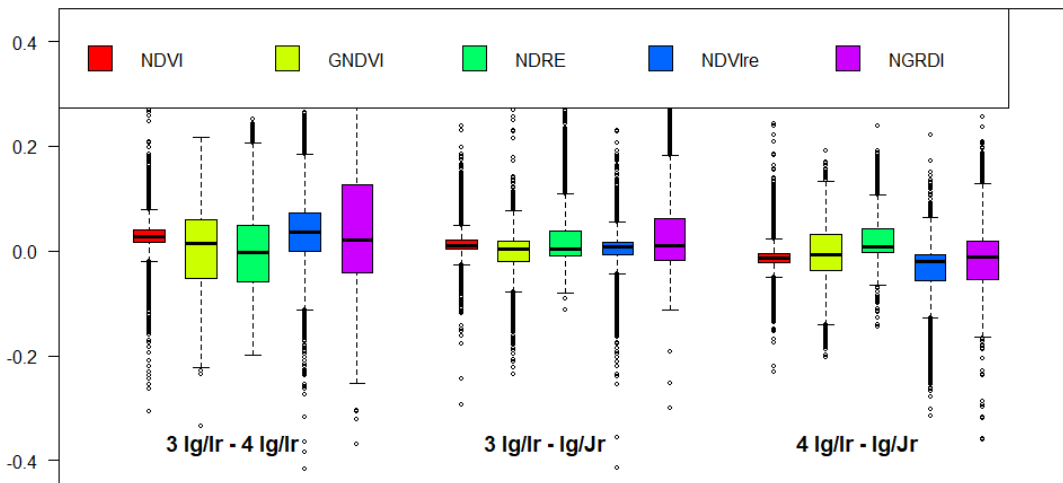 0.4
NDVI GNDVI NDRE NDVIre NGRDI
0.2
0.0
-0.2
3 Ig/Ir - 4 Ig/Ir 3 Ig/Ir - Ig/Jr 4 Ig/Ir - Ig/Jr
-0.4